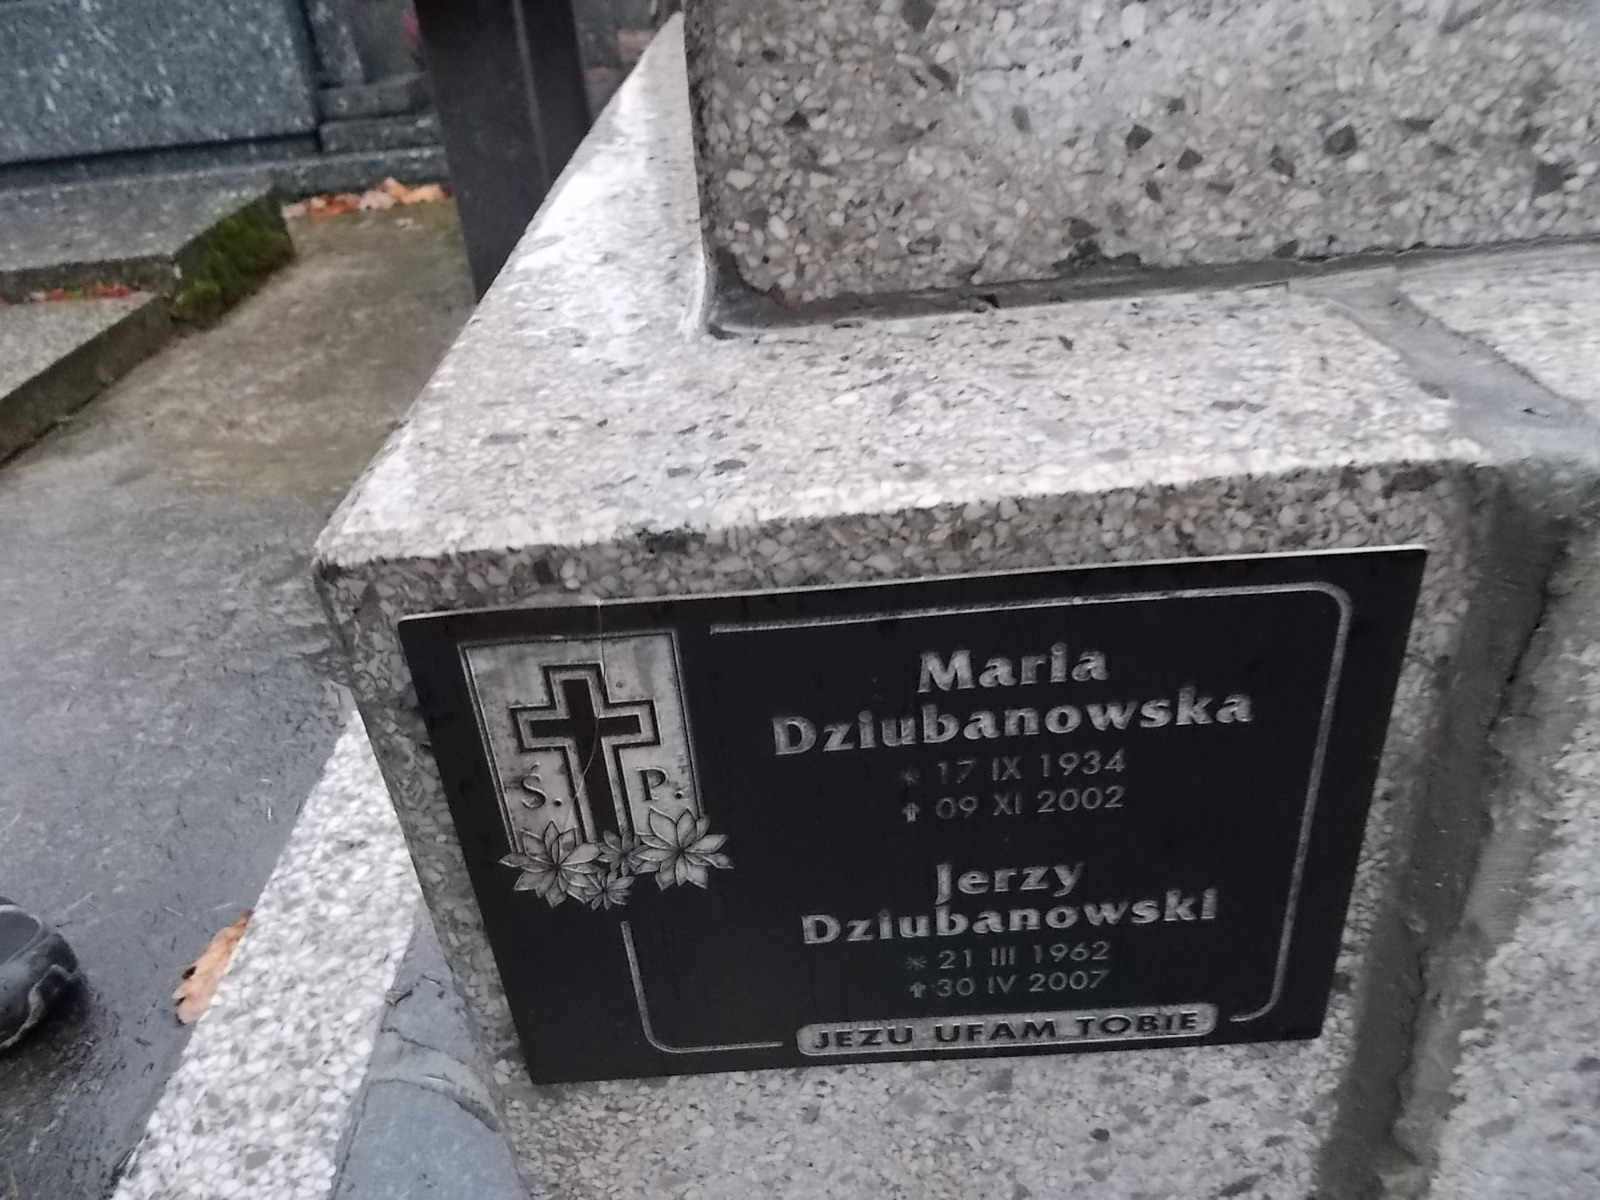 Ś. P.
Maria
Dziubanowska
* 17 IX 1934
✝ 09 XI 2002
Jerzy
Dziubanowski
* 21 III 1962
✝ 30 IV 2007
JEZU UFAM TOBIE